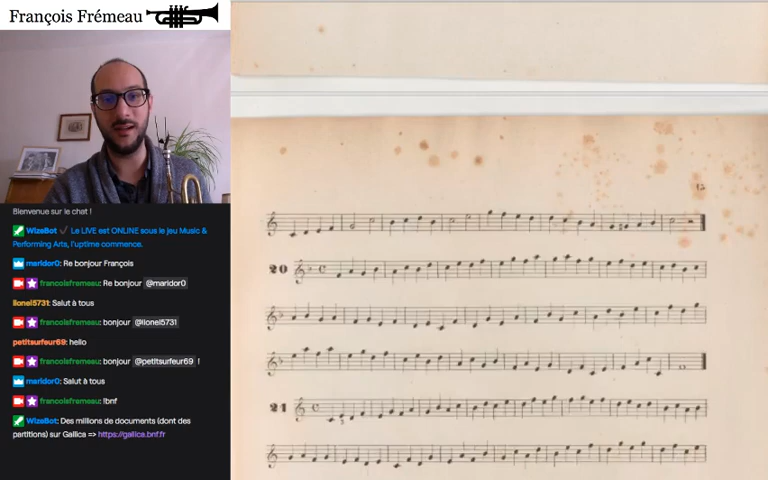 François Frémeau
Bienvenue sur le chat !
WizeBot ✓ Le LIVE est ONLINE sous le jeu Music &
Performing Arts, l'uptime commence.
maridor0: Re bonjour François
francoisfremeau: Re bonjour @maridor0
lionel5731: Salut à tous
francoisfremeau: bonjour @lionel5731
petitsurfeur69: hello
francoisfremeau: bonjour @petitsurfeur69 !
maridor0: Salut à tous
francoisfremeau: !bnf
WizeBot: Des millions de documents (dont des
partitions) sur Gallica => https://gallica.bnf.fr
20
21